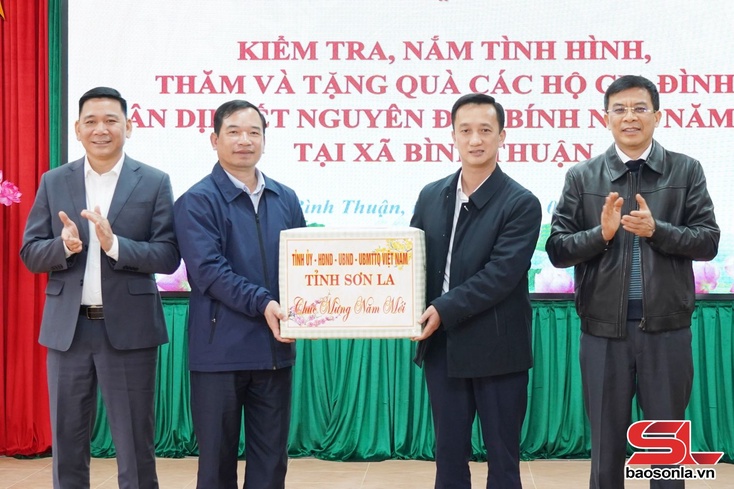 KIỂM TRA, NẮM TÌNH HÌNH,
THĂM VÀ TẶNG QUÀ CÁC HỘ ĐÌNH
NGUYÊN BÍNH NĂM
TẠI XÃ BÌNH THUẬN
Bình Thuận,
TỈNH ỦY - HĐND - UBND - UBMTTQ VIỆT NAM
TỈNH SƠN LA
Chúc Mừng Năm Mới
SL
baosonla.vn